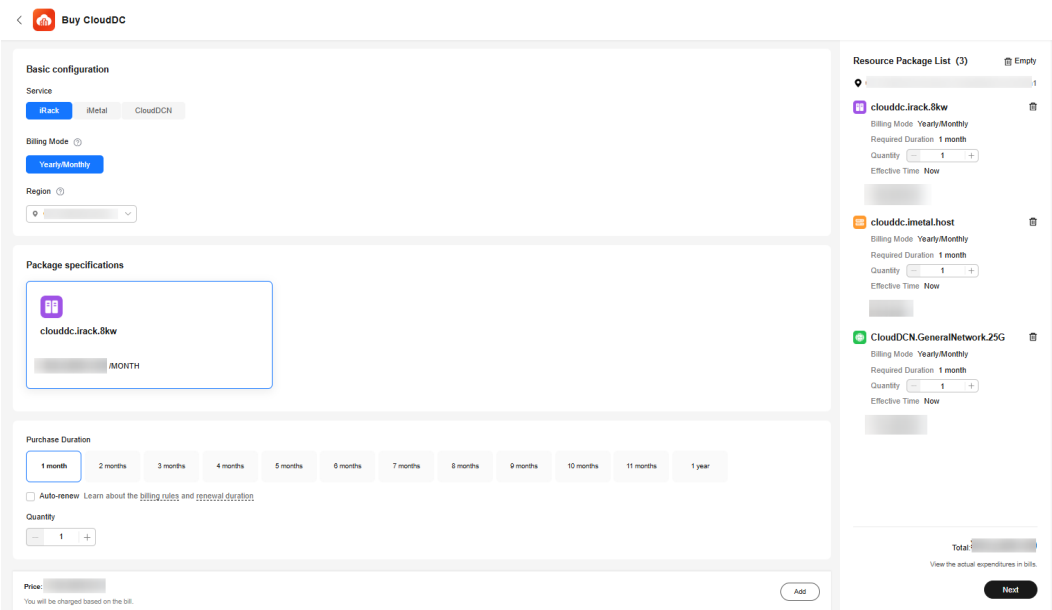 Buy CloudDC
Basic configuration
Service
iRack iMetal CloudDCN
Billing Mode
Yearly/Monthly
Region
Package specifications
clouddc.irack.8kw
/MONTH
Purchase Duration
1 month 2 months 3 months 4 months 5 months 6 months 7 months 8 months 9 months 10 months 11 months 1 year
Auto-renew Learn about the billing rules and renewal duration
Quantity
1
Price:
You will be charged based on the bill.
Add
Resource Package List (3) Empty
clouddc.irack.8kw
Billing Mode Yearly/Monthly
Required Duration 1 month
Quantity 1
Effective Time Now
clouddc.imetal.host
Billing Mode Yearly/Monthly
Required Duration 1 month
Quantity 1
Effective Time Now
CloudDCN.GeneralNetwork.25G
Billing Mode Yearly/Monthly
Required Duration 1 month
Quantity 1
Effective Time Now
Total:
View the actual expenditures in bills.
Next